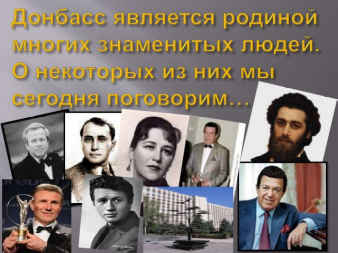 Донбасс является родиной
многих знаменитых людей.
О некоторых из них мы
сегодня поговорим…